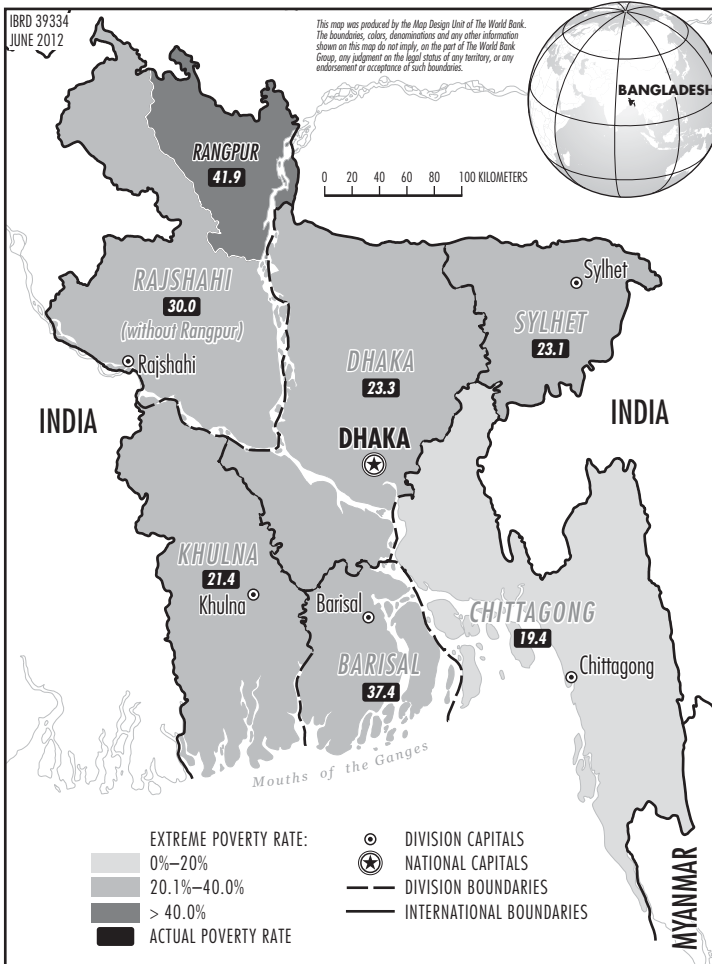 IBRD 39334
JUNE 2012
This map was produced by the Map Design Unit of The World Bank.
The boundaries, colors, denominations and any other information
shown on this map do not imply, on the part of The World Bank
Group, any judgment on the legal status of any territory, or any
endorsement or acceptance of such boundaries.
BANGLADESH
RANGPUR
41.9
0 20 40 60 80 100 KILOMETERS
RAJSHAHI
30.0
(without Rangpur)
Rajshahi
Sylhet
SYLHET
23.1
DHAKA
23.3
INDIA
INDIA
DHAKA
KHULNA
21.4
Khulna
Barisal
BARISAL
37.4
CHITTAGONG
19.4
Chittagong
Mouths of the Ganges
MYANMAR
EXTREME POVERTY RATE:
0%–20%
20.1%–40.0%
> 40.0%
ACTUAL POVERTY RATE
DIVISION CAPITALS
NATIONAL CAPITALS
DIVISION BOUNDARIES
INTERNATIONAL BOUNDARIES